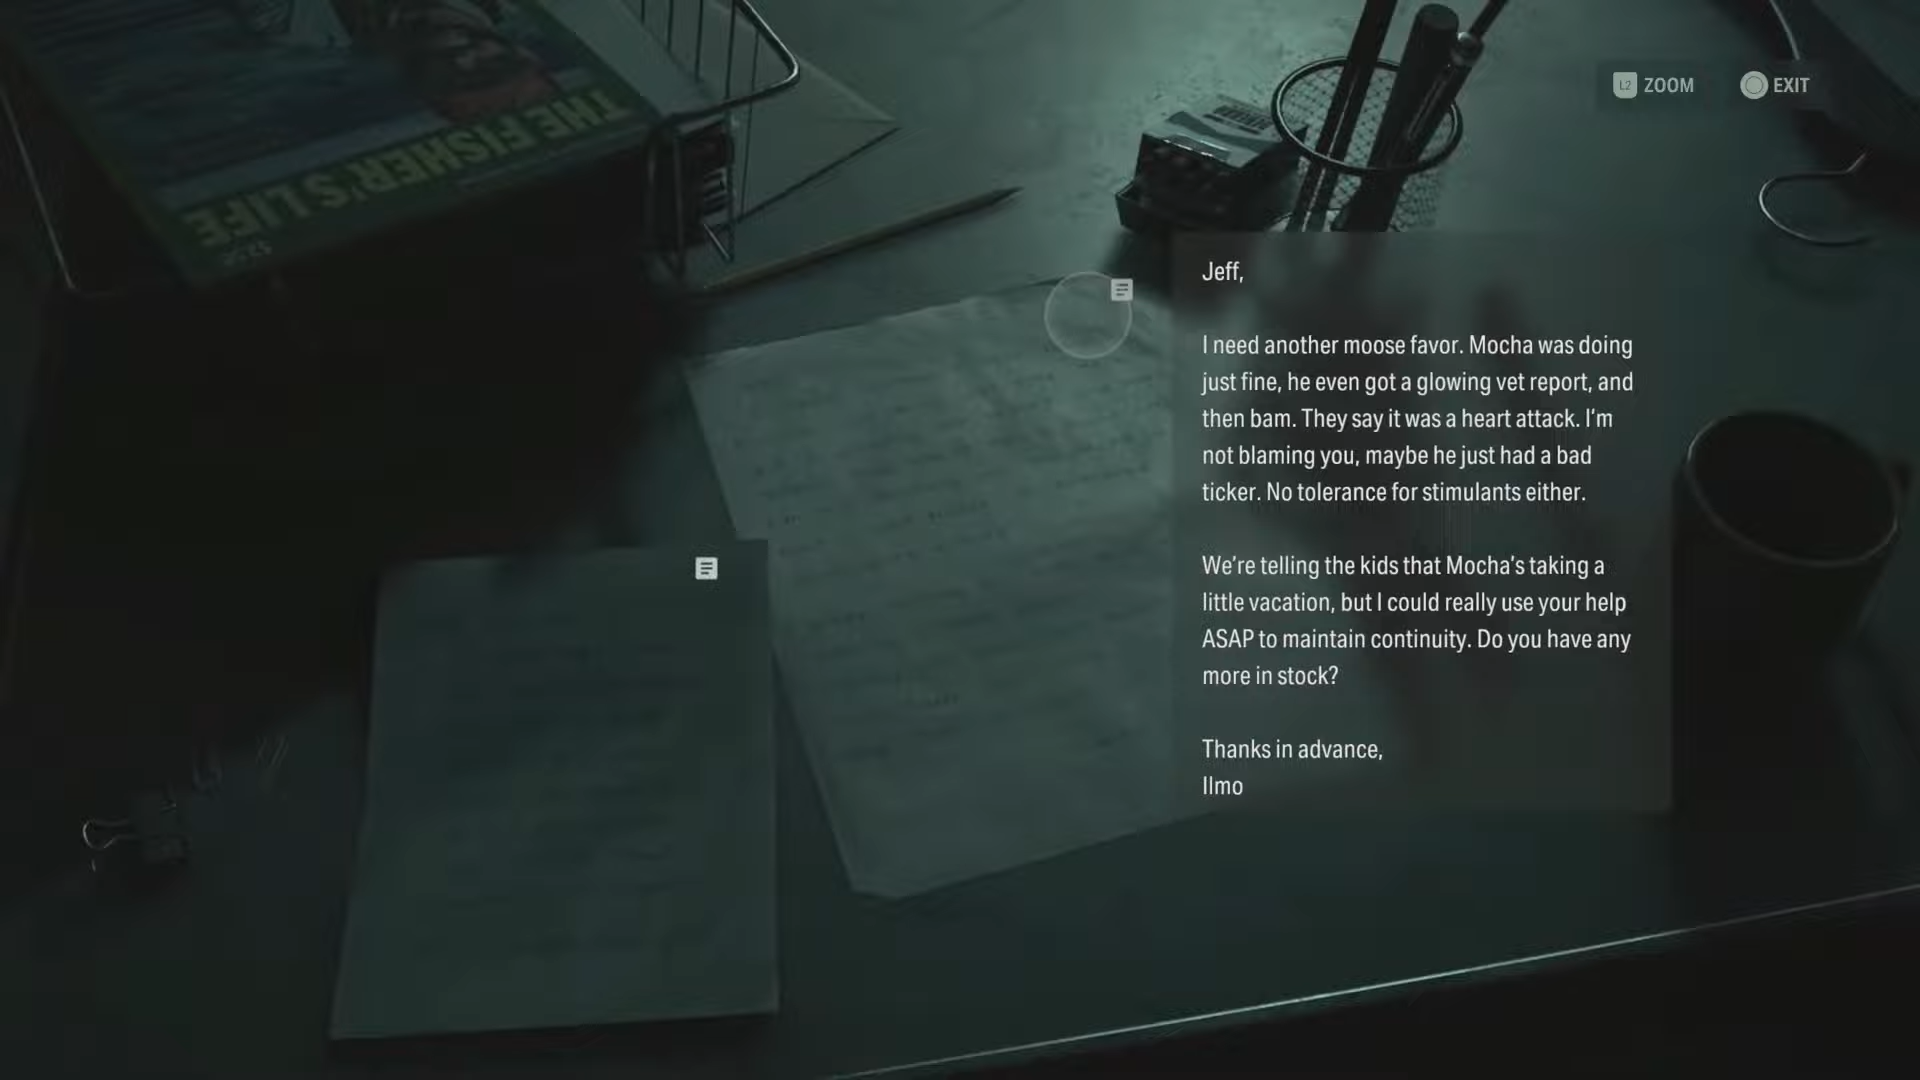 THE FISHER'S LIFE
L2 ZOOM
EXIT
Jeff,
I need another moose favor. Mocha was doing
just fine, he even got a glowing vet report, and
then bam. They say it was a heart attack. I'm
not blaming you, maybe he just had a bad
ticker. No tolerance for stimulants either.
We're telling the kids that Mocha's taking a
little vacation, but I could really use your help
ASAP to maintain continuity. Do you have any
more in stock?
Thanks in advance,
Ilmo